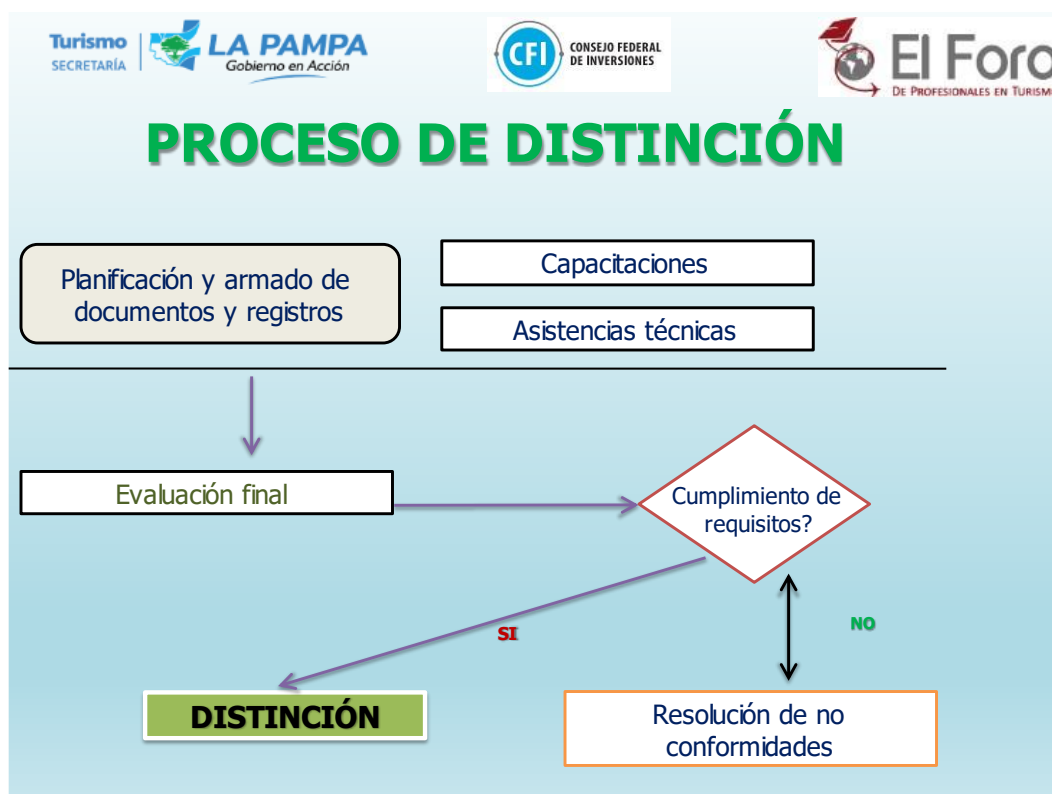 Turismo
SECRETARÍA
LA PAMPA
Gobierno en Acción
CFI
CONSEJO FEDERAL
DE INVERSIONES
El Foro
DE PROFESIONALES EN TURISMO
PROCESO DE DISTINCIÓN
Planificación y armado de
documentos y registros
Capacitaciones
Asistencias técnicas
Evaluación final
Cumplimiento de
requisitos?
SI
NO
DISTINCIÓN
Resolución de no
conformidades